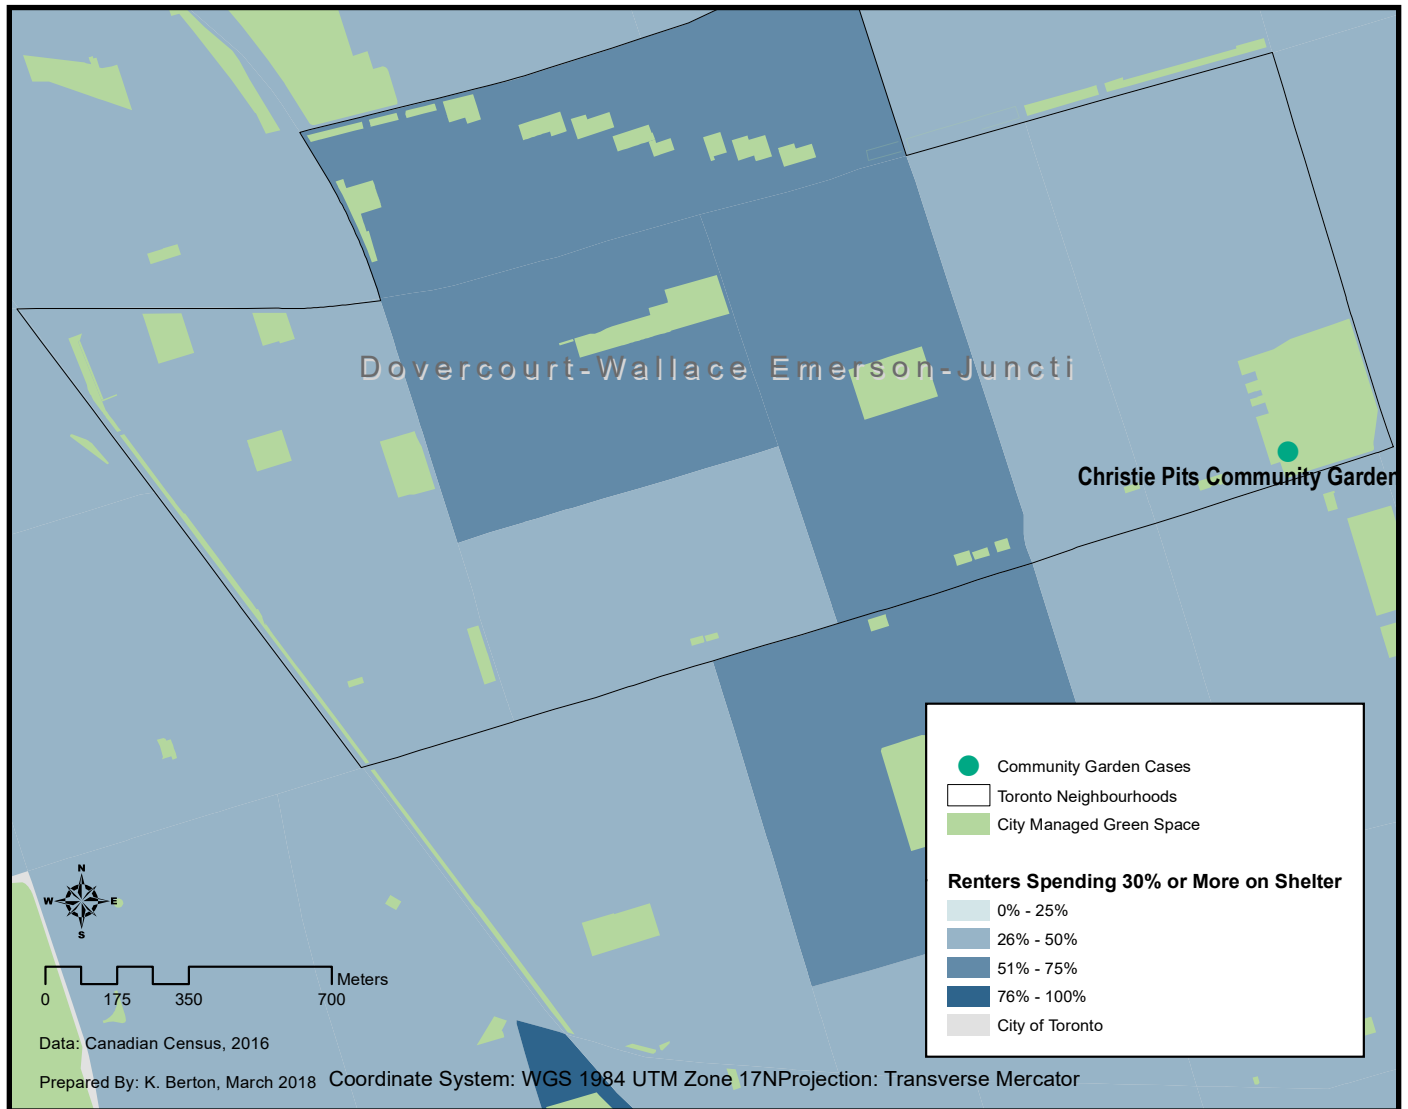 Dovercourt-Wallace Emerson-Juncti
Christie Pits Community Garden
Community Garden Cases
Toronto Neighbourhoods
City Managed Green Space
Renters Spending 30% or More on Shelter
0% - 25%
26% - 50%
51% - 75%
76% - 100%
City of Toronto
N
W E
S
Meters
0 175 350 700
Data: Canadian Census, 2016
Prepared By: K. Berton, March 2018 Coordinate System: WGS 1984 UTM Zone 17NProjection: Transverse Mercator